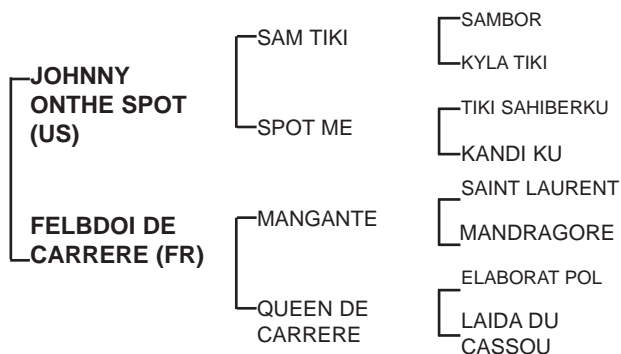 SAMBOR
SAM TIKI
KYLA TIKI
JOHNNY
ONTHE SPOT
(US)
TIKI SAHIBERKU
SPOT ME
KANDI KU
SAINT LAURENT
MANGANTE
MANDRAGORE
FELBDOI DE
CARRERE (FR)
ELABORAT POL
QUEEN DE
CARRERE
LAIDA DU
CASSOU